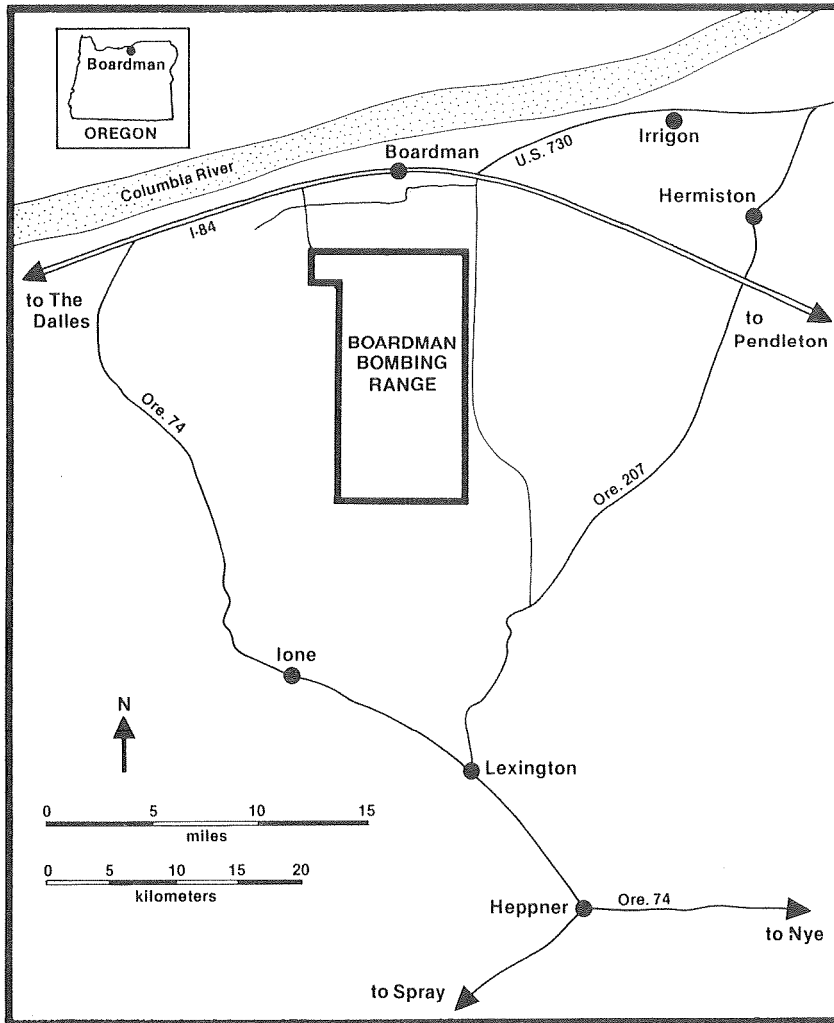 Boardman
OREGON
Columbia River
Boardman
U.S. 730
Irrigon
Hermiston
I-84
to The
Dalles
to
Pendleton
BOARDMAN
BOMBING
RANGE
Ore. 74
Ore. 207
Ione
N
Lexington
0 5 10 15
miles
0 5 10 15 20
kilometers
Heppner
Ore. 74
to Nye
to Spray